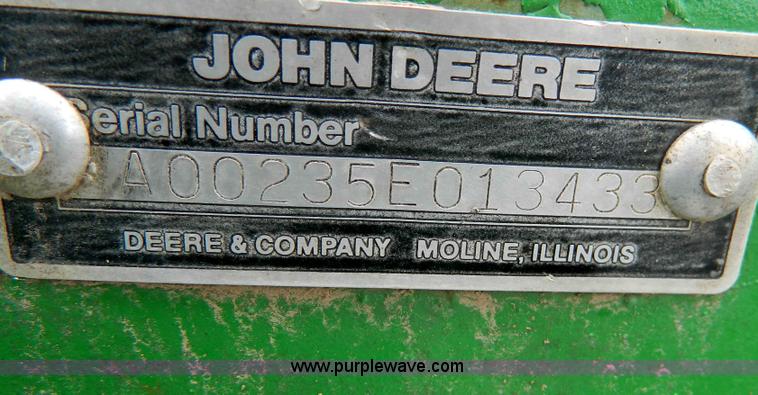 JOHN DEERE
Serial Number
A00235E013433
DEERE & COMPANY MOLINE, ILLINOIS
www.purplewave.com